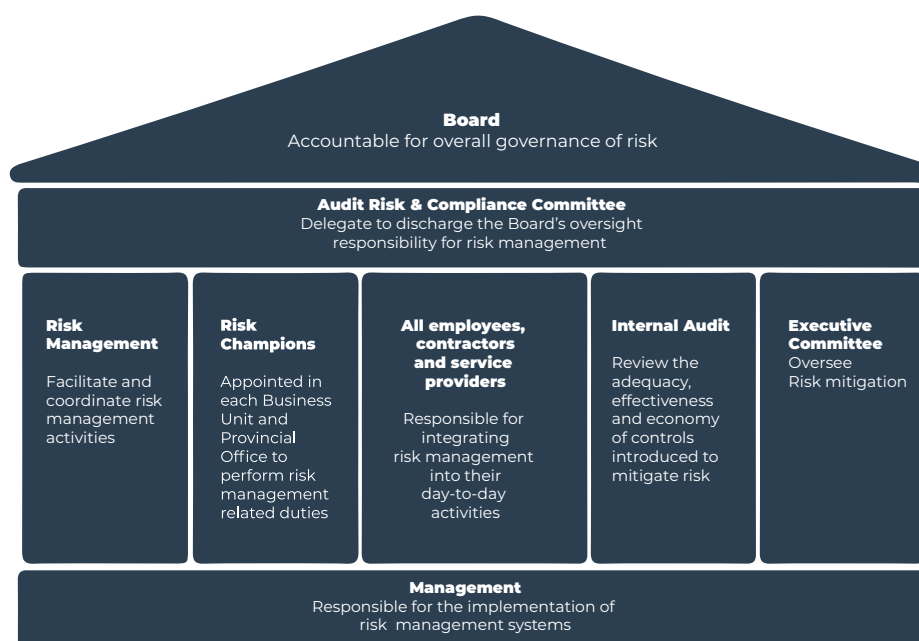 Board
Accountable for overall governance of risk
Audit Risk & Compliance Committee
Delegate to discharge the Board's oversight
responsibility for risk management
Risk
Management
Facilitate and
coordinate risk
management
activities
Risk
Champions
Appointed in
each Business
Unit and
Provincial
Office to
perform risk
management
related duties
All employees,
contractors
and service
providers
Responsible for
integrating
risk management
into their
day-to-day
activities
Internal Audit
Review the
adequacy,
effectiveness
and economy
of controls
introduced to
mitigate risk
Executive
Committee
Oversee
Risk mitigation
Management
Responsible for the implementation of
risk management systems